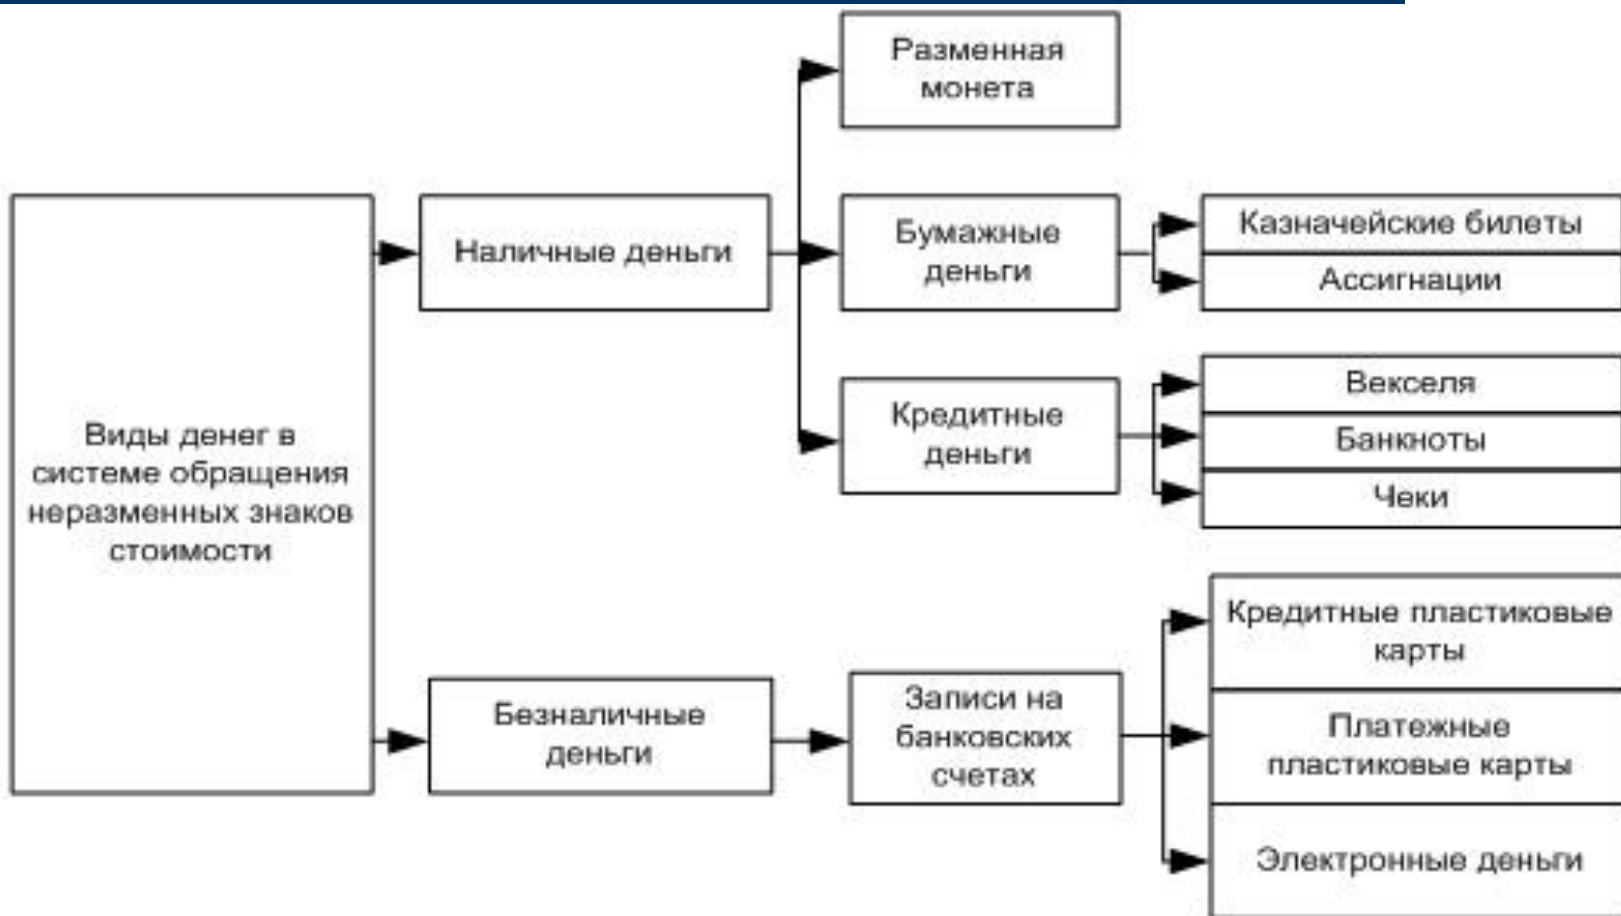 Разменная
монета
Виды денег в
системе обращения
неразменных знаков
стоимости
Наличные деньги
Бумажные
деньги
Казначейские билеты
Ассигнации
Кредитные
деньги
Векселя
Банкноты
Чеки
Безналичные
деньги
Записи на
банковских
счетах
Кредитные пластиковые
карты
Платежные
пластиковые карты
Электронные деньги